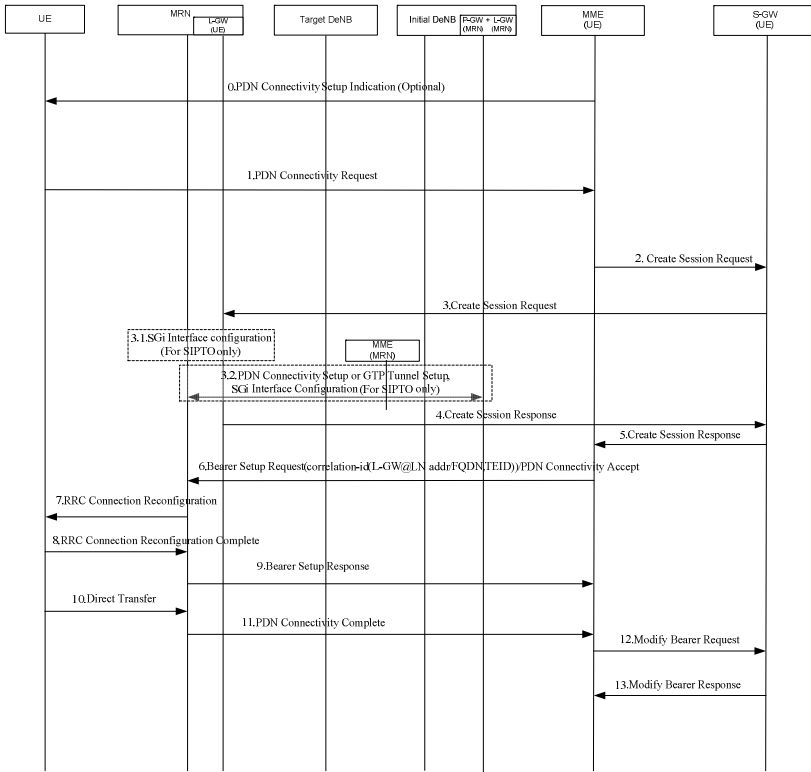 UE
MRN
L-GW
(UE)
Target DeNB
Initial DeNB
P-GW + L-GW
(MRN) (MRN)
MME
(UE)
S-GW
(UE)
0.PDN Connectivity Setup Indication (Optional)
1.PDN Connectivity Request
2. Create Session Request
3.Create Session Request
3.1.SGi Interface configuration
(For SIPTO only)
MME
(MRN)
3.2.PDN Connectivity Setup or GTP Tunnel Setup,
SGi Interface Configuration (For SIPTO only)
4.Create Session Response
5.Create Session Response
6.Bearer Setup Request(correlation-id(L-GW@LN addr/FQDN,TEID))/PDN Connectivity Accept
7.RRC Connection Reconfiguration
8.RRC Connection Reconfiguration Complete
9.Bearer Setup Response
10.Direct Transfer
11.PDN Connectivity Complete
12.Modify Bearer Request
13.Modify Bearer Response